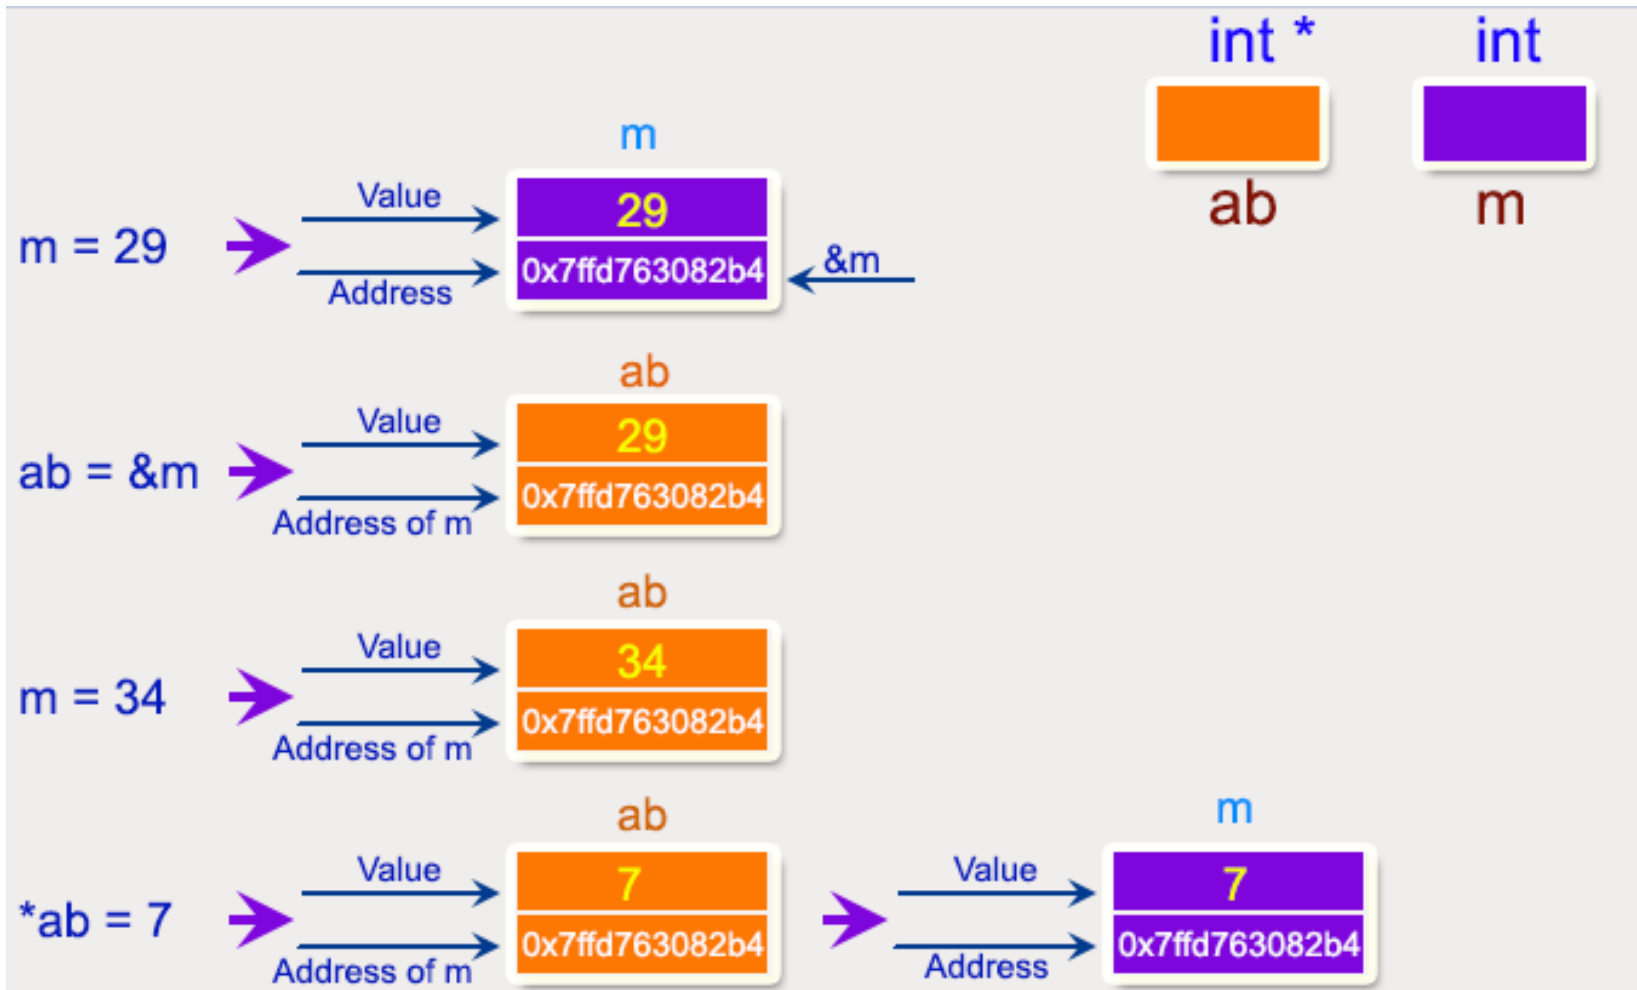 int *
int
ab
m
m
m = 29
Value
29
Address
0x7ffd763082b4
&m
ab
ab = &m
Value
29
Address of m
0x7ffd763082b4
ab
m = 34
Value
34
Address of m
0x7ffd763082b4
ab
*ab = 7
Value
7
Address of m
0x7ffd763082b4
m
Value
7
Address
0x7ffd763082b4